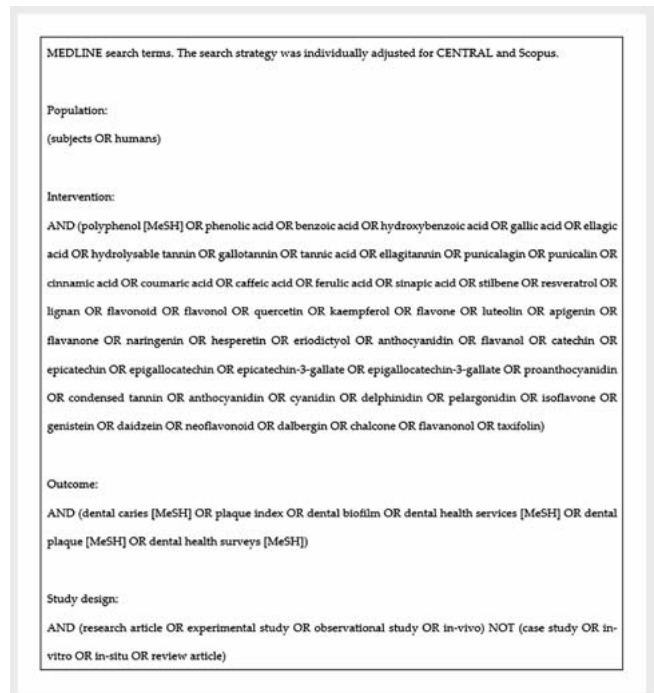 MEDLINE search terms. The search strategy was individually adjusted for CENTRAL and Scopus.
Population:
(subjects OR humans)
Intervention:
AND (polyphenol [MeSH] OR phenolic acid OR benzoic acid OR hydroxybenzoic acid OR gallic acid OR ellagic
acid OR hydrolysable tannin OR gallotannin OR tannic acid OR ellagitannin OR punicalagin OR punicalin OR
cinnamic acid OR coumaric acid OR caffeic acid OR ferulic acid OR sinapic acid OR stilbene OR resveratrol OR
lignan OR flavonoid OR flavonol OR quercetin OR kaempferol OR flavone OR luteolin OR apigenin OR
flavanone OR naringenin OR hesperetin OR eriodictyol OR anthocyanidin OR flavanol OR catechin OR
epicatechin OR epigallocatechin OR epicatechin-3-gallate OR epigallocatechin-3-gallate OR proanthocyanidin
OR condensed tannin OR anthocyanidin OR cyanidin OR delphinidin OR pelargonidin OR isoflavone OR
genistein OR daidzein OR neoflavonoid OR dalbergin OR chalcone OR flavanonol OR taxifolin)
Outcome:
AND (dental caries [MeSH] OR plaque index OR dental biofilm OR dental health services [MeSH] OR dental
plaque [MeSH] OR dental health surveys [MeSH])
Study design:
AND (research article OR experimental study OR observational study OR in-vivo) NOT (case study OR in-
vitro OR in-situ OR review article)